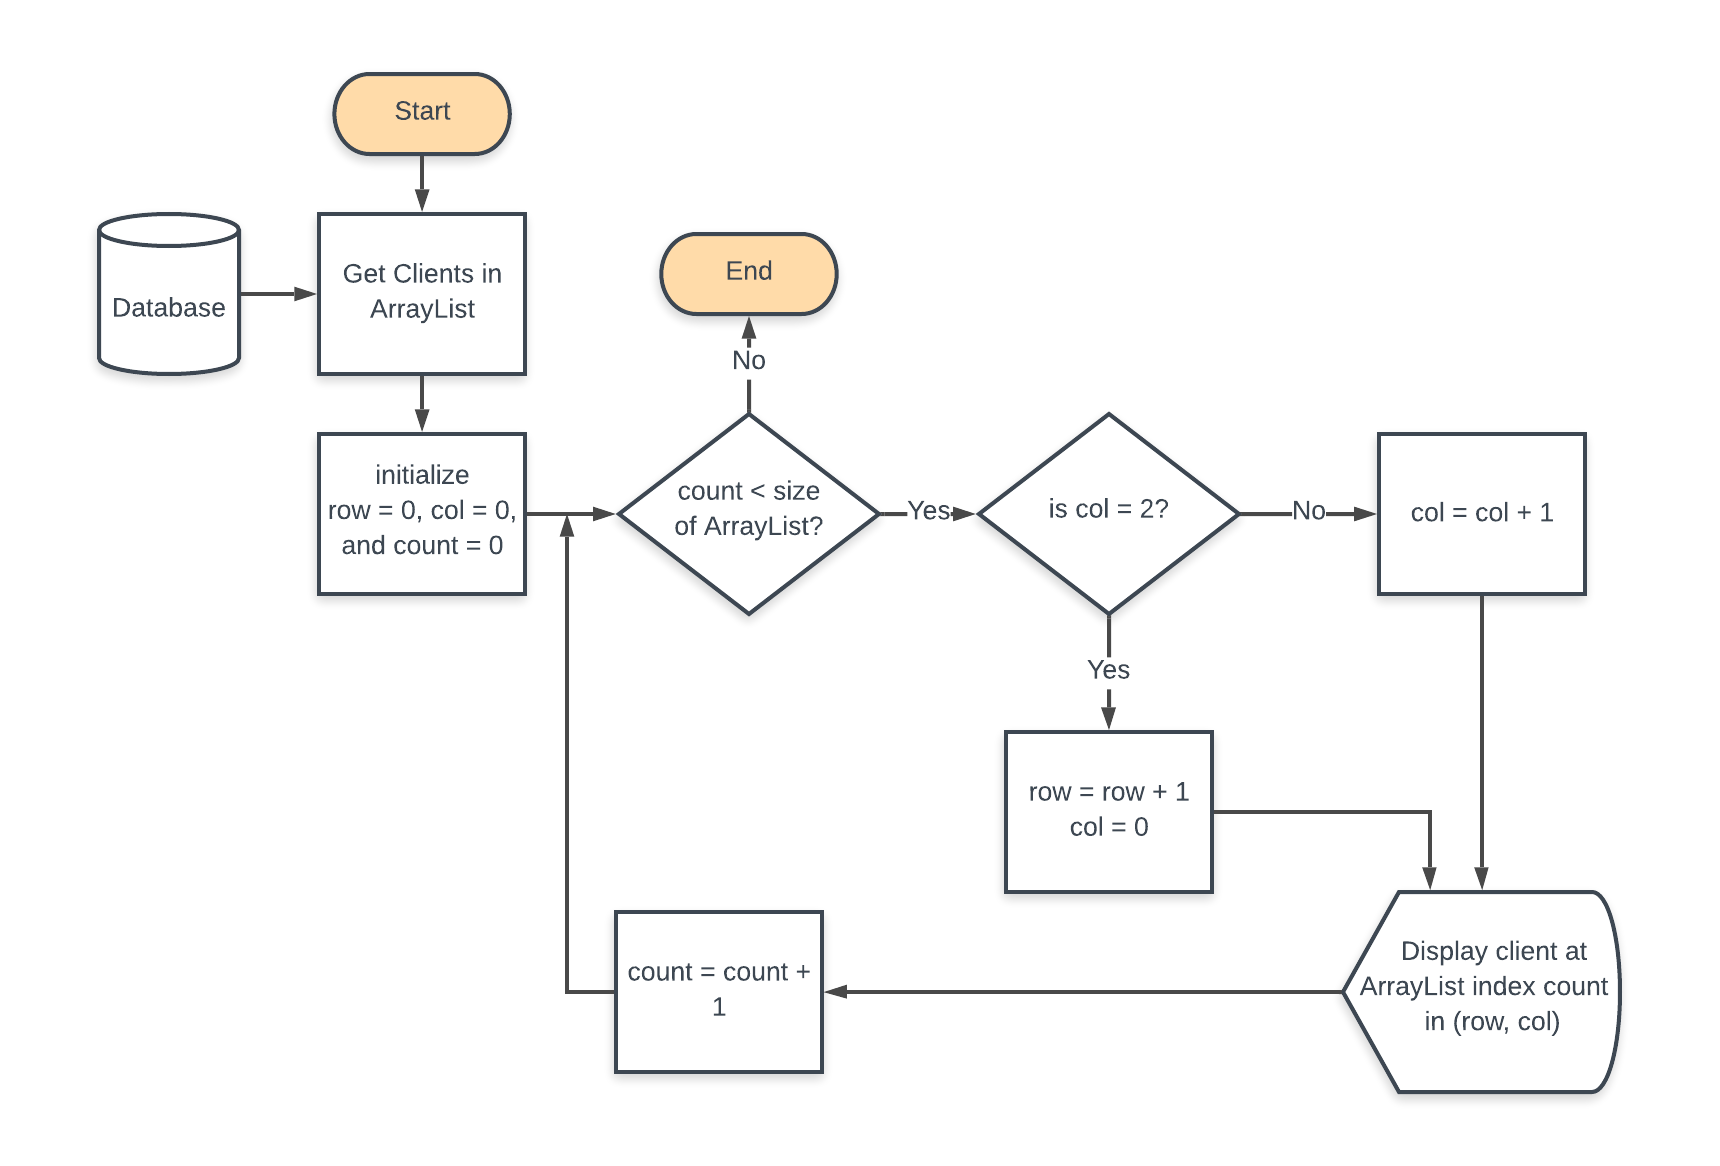 Start
Database
Get Clients in
ArrayList
End
No
initialize
row = 0, col = 0,
and count = 0
count < size
of ArrayList?
Yes
is col = 2?
No
col = col + 1
Yes
row = row + 1
col = 0
count = count +
1
Display client at
ArrayList index count
in (row, col)